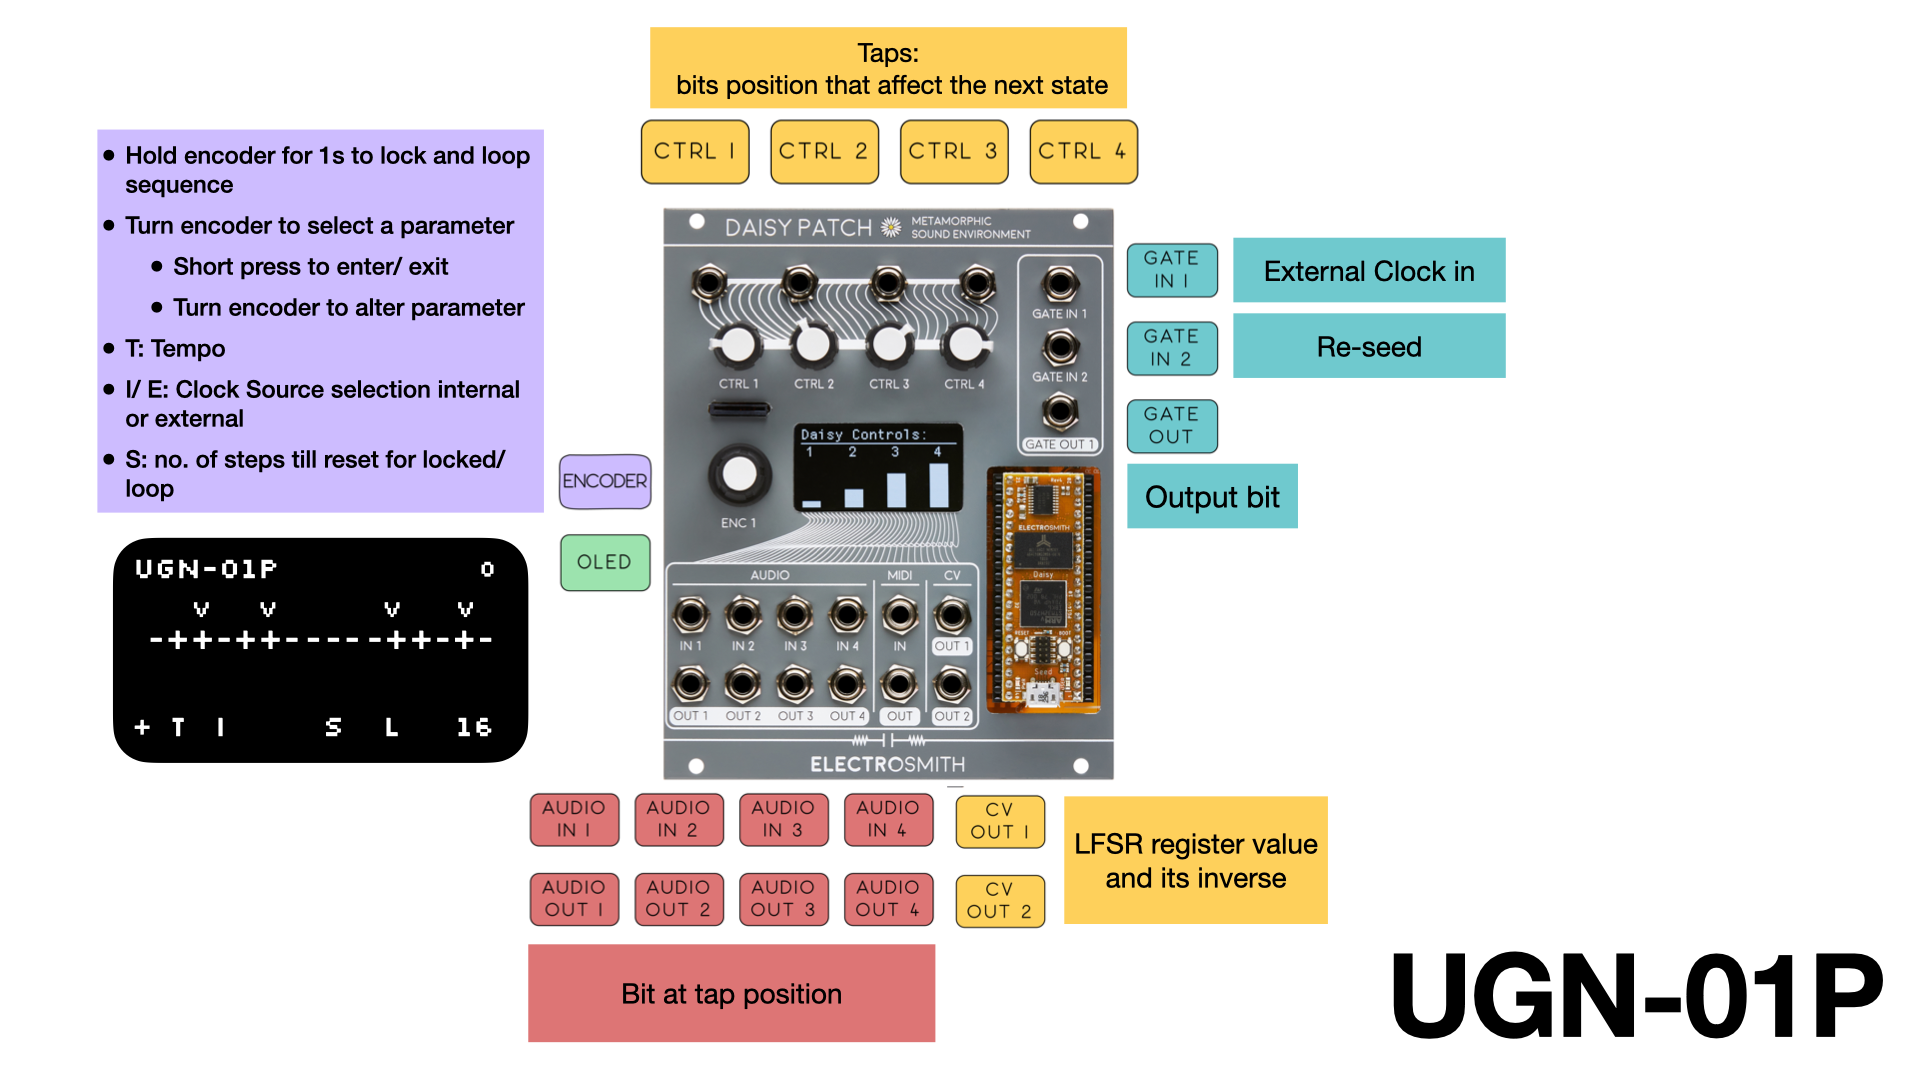 Taps:
bits position that affect the next state
CTRL 1
CTRL 2
CTRL 3
CTRL 4
• Hold encoder for 1s to lock and loop
sequence
• Turn encoder to select a parameter
• Short press to enter/ exit
• Turn encoder to alter parameter
• T: Tempo
• I/ E: Clock Source selection internal
or external
• S: no. of steps till reset for locked/
loop
DAISY PATCH
METAMORPHIC
SOUND ENVIRONMENT
GATE IN 1
GATE IN 2
GATE OUT 1
CTRL 1
CTRL 2
CTRL 3
CTRL 4
Daisy Controls:
1 2 3 4
ENC 1
ELECTROSMITH
Daisy
RESET
BOOT
Seed
AUDIO
MIDI
CV
IN 1
IN 2
IN 3
IN 4
IN
OUT 1
OUT 1
OUT 2
OUT 3
OUT 4
OUT
OUT 2
ELECTROSMITH
GATE
IN 1
External Clock in
GATE
IN 2
Re-seed
GATE
OUT
Output bit
ENCODER
OLED
UGN-01P 0
v v v v
-++-++-----++-+-
+ T I S L 16
AUDIO
IN 1
AUDIO
IN 2
AUDIO
IN 3
AUDIO
IN 4
CV
OUT 1
AUDIO
OUT 1
AUDIO
OUT 2
AUDIO
OUT 3
AUDIO
OUT 4
CV
OUT 2
LFSR register value
and its inverse
Bit at tap position
UGN-01P